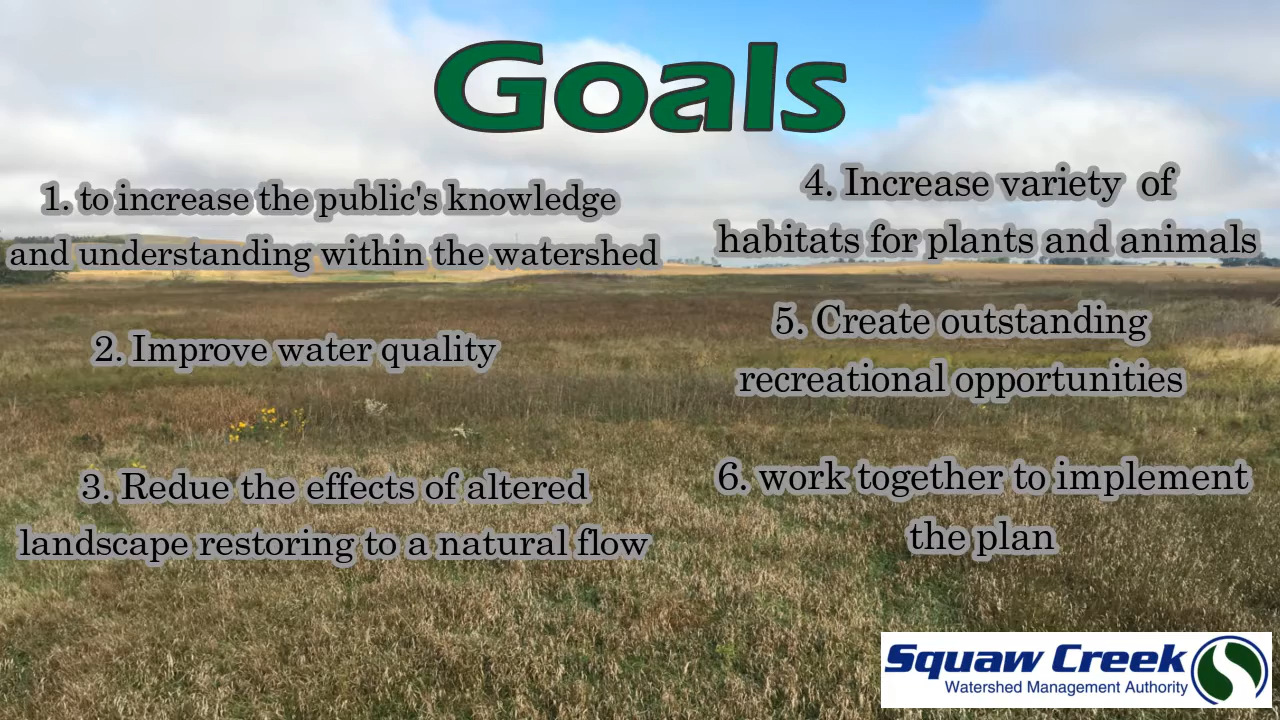 Goals
1. to increase the public's knowledge
and understanding within the watershed
2. Improve water quality
3. Redue the effects of altered
landscape restoring to a natural flow
4. Increase variety of
habitats for plants and animals
5. Create outstanding
recreational opportunities
6. work together to implement
the plan
Squaw Creek
Watershed Management Authority